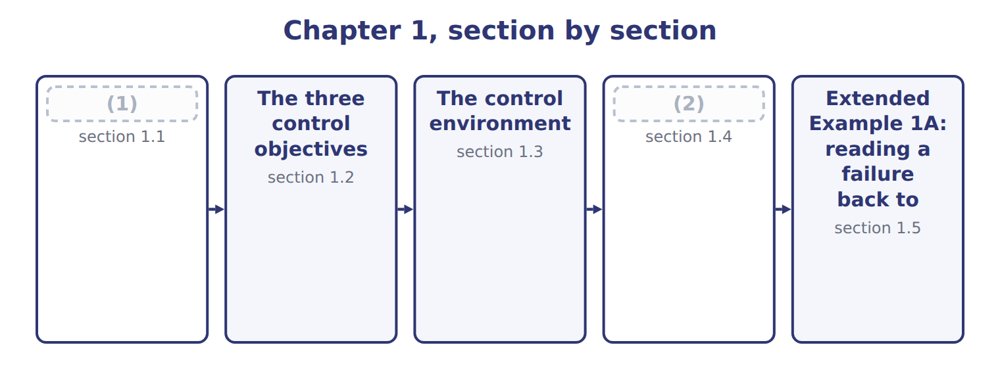 Chapter 1, section by section
(1)
section 1.1
The three
control
objectives
section 1.2
The control
environment
section 1.3
(2)
section 1.4
Extended
Example 1A:
reading a
failure
back to
section 1.5